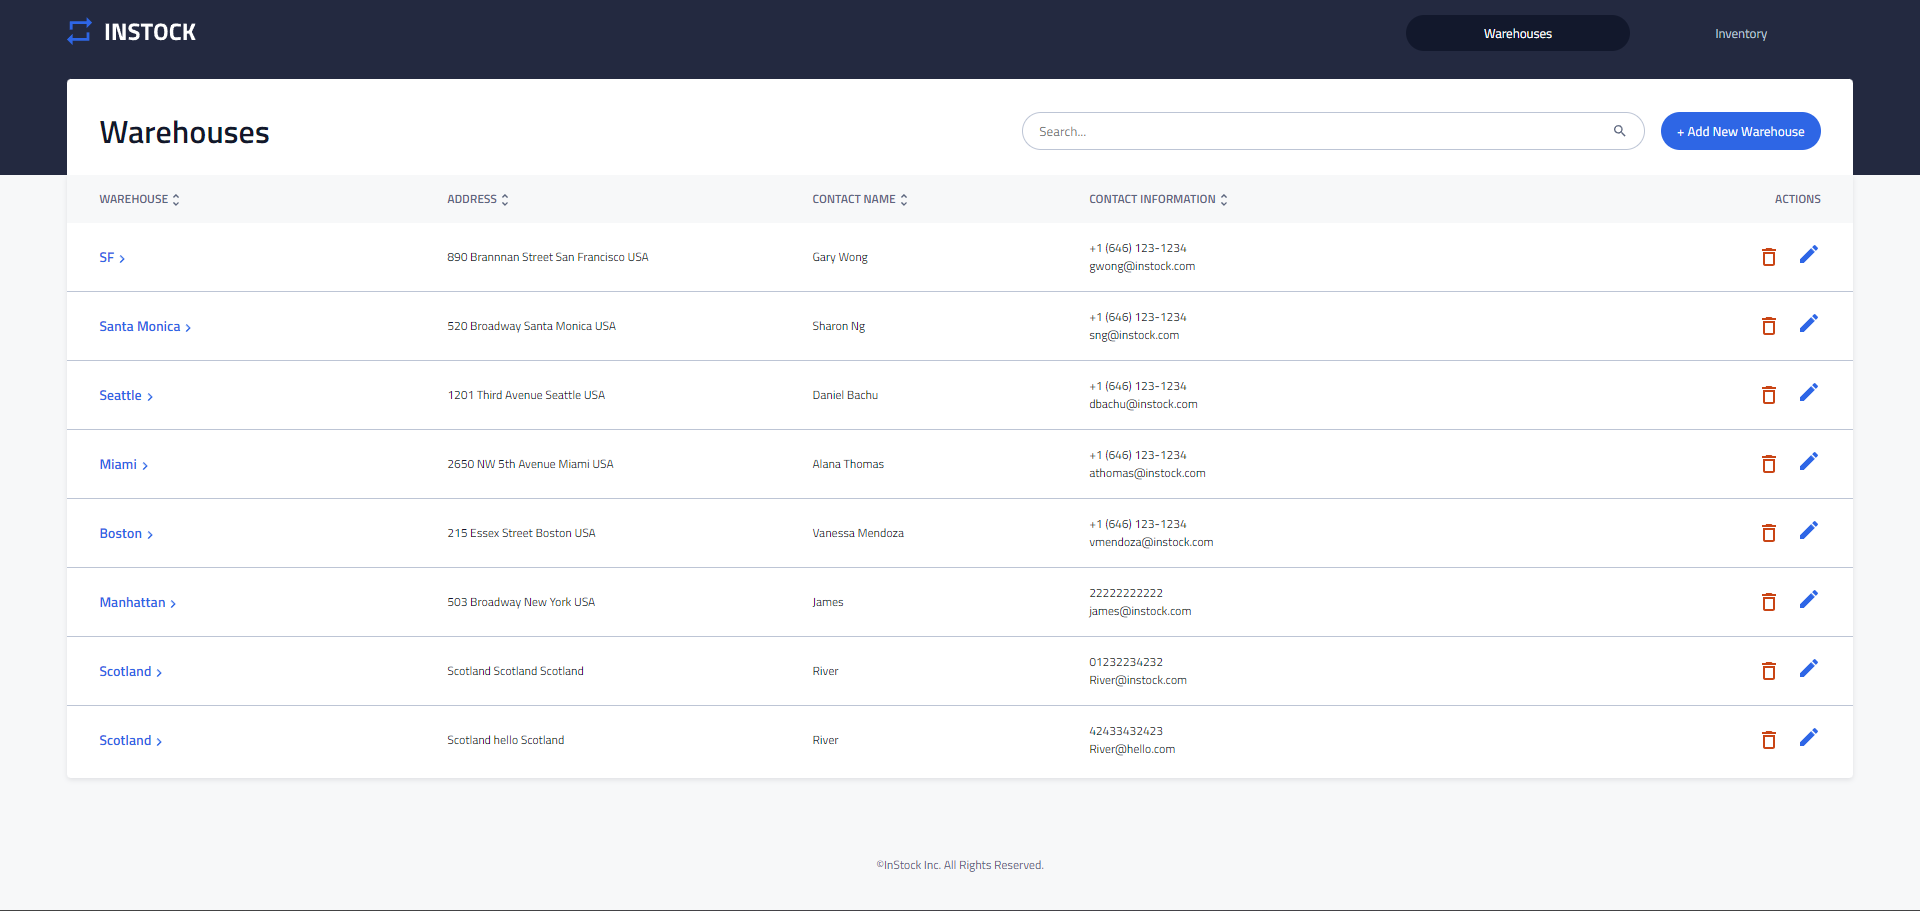 INSTOCK
Warehouses
Inventory
Warehouses
Search...
+ Add New Warehouse
WAREHOUSE
ADDRESS
CONTACT NAME
CONTACT INFORMATION
ACTIONS
SF
890 Brannnan Street San Francisco USA
Gary Wong
+1 (646) 123-1234
gwong@instock.com
Santa Monica
520 Broadway Santa Monica USA
Sharon Ng
+1 (646) 123-1234
sng@instock.com
Seattle
1201 Third Avenue Seattle USA
Daniel Bachu
+1 (646) 123-1234
dbachu@instock.com
Miami
2650 NW 5th Avenue Miami USA
Alana Thomas
+1 (646) 123-1234
athomas@instock.com
Boston
215 Essex Street Boston USA
Vanessa Mendoza
+1 (646) 123-1234
vmendoza@instock.com
Manhattan
503 Broadway New York USA
James
22222222222
james@instock.com
Scotland
Scotland Scotland Scotland
River
01232234232
River@instock.com
Scotland
Scotland hello Scotland
River
42433432423
River@hello.com
©InStock Inc. All Rights Reserved.